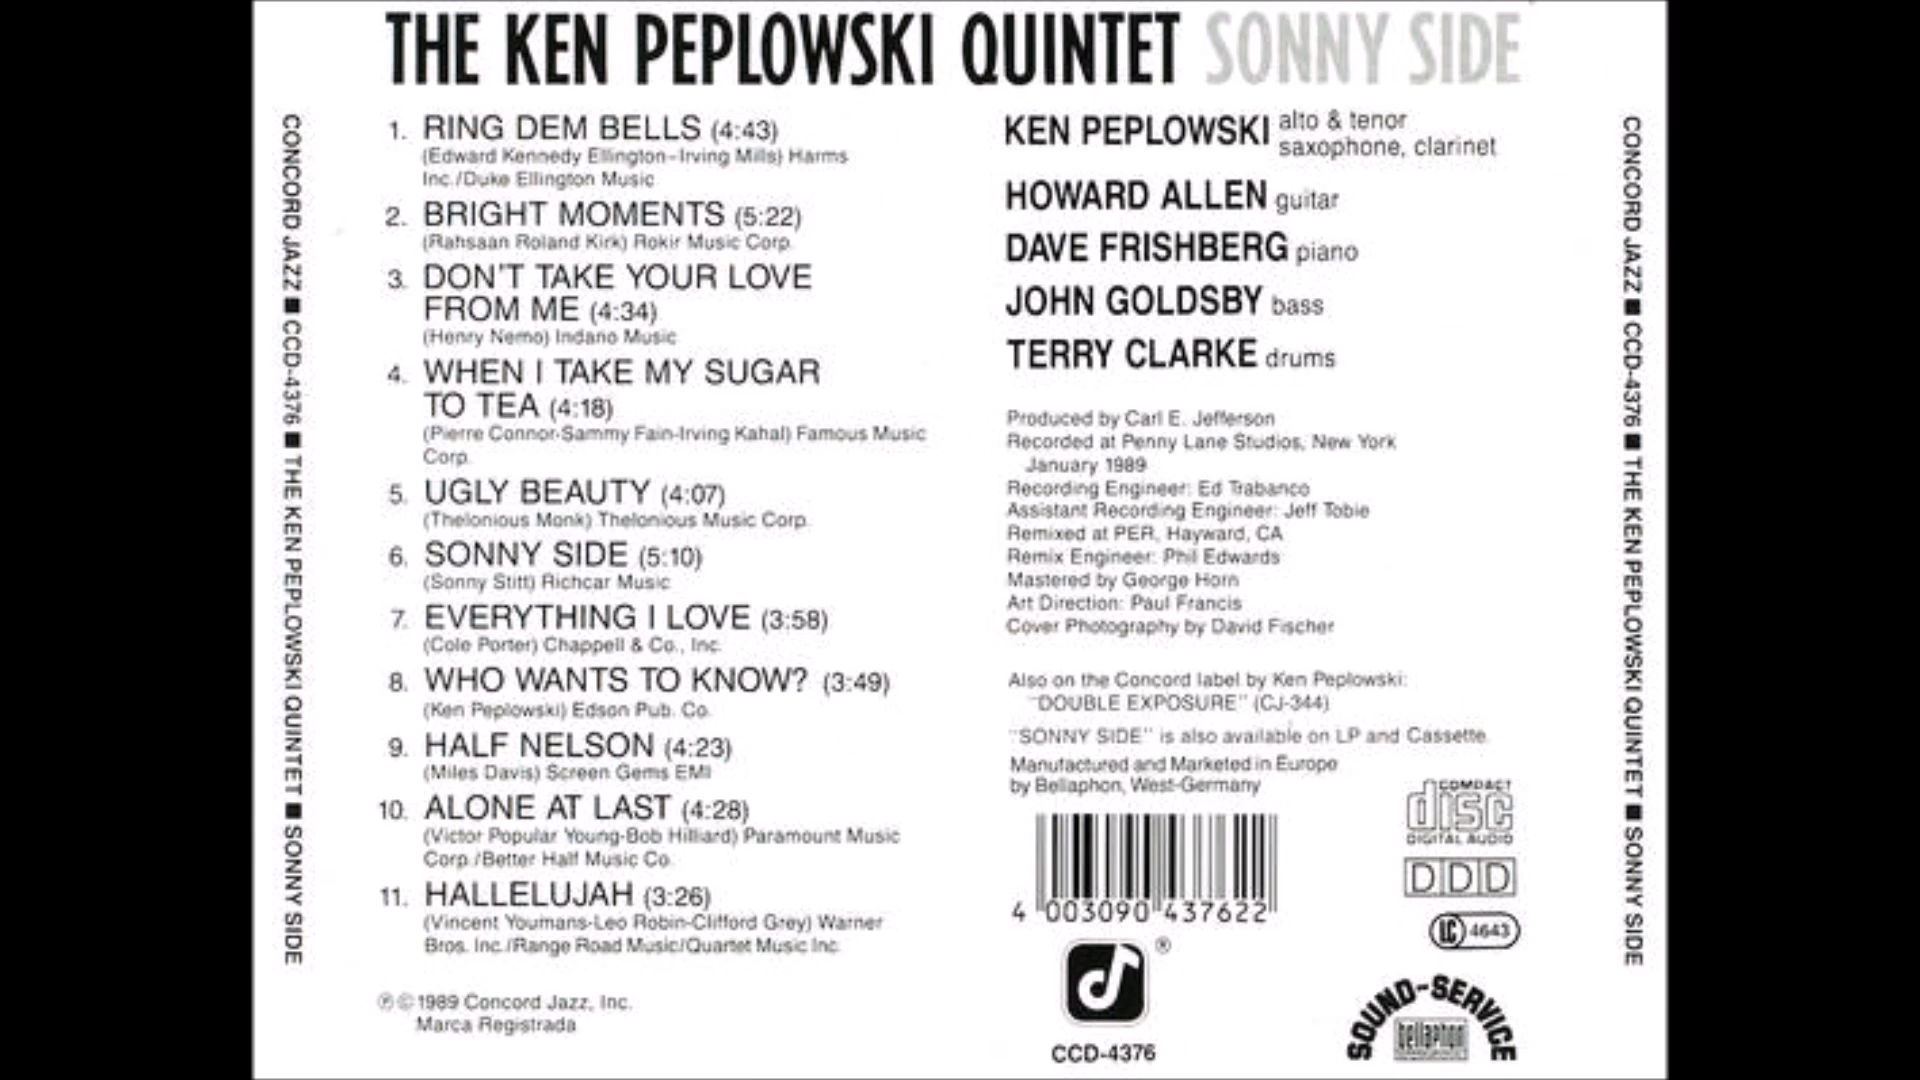 THE KEN PEPLOWSKI QUINTET SONNY SIDE
CONCORD JAZZ ■ CCD-4376 ■ THE KEN PEPLOWSKI QUINTET ■ SONNY SIDE
1. RING DEM BELLS (4:43)
(Edward Kennedy Ellington-Irving Mills) Harms
Inc./Duke Ellington Music
2. BRIGHT MOMENTS (5:22)
(Rahsaan Roland Kirk) Rokir Music Corp.
3. DON'T TAKE YOUR LOVE
FROM ME (4:34)
(Henry Nemo) Indano Music
4. WHEN I TAKE MY SUGAR
TO TEA (4:18)
(Pierre Connor-Sammy Fain-Irving Kahal) Famous Music
Corp.
5. UGLY BEAUTY (4:07)
(Thelonious Monk) Thelonious Music Corp.
6. SONNY SIDE (5:10)
(Sonny Stitt) Richcar Music
7. EVERYTHING I LOVE (3:58)
(Cole Porter) Chappell & Co., Inc.
8. WHO WANTS TO KNOW? (3:49)
(Ken Peplowski) Edson Pub. Co.
9. HALF NELSON (4:23)
(Miles Davis) Screen Gems EMI
10. ALONE AT LAST (4:28)
(Victor Popular Young-Bob Hilliard) Paramount Music
Corp./Better Half Music Co.
11. HALLELUJAH (3:26)
(Vincent Youmans-Leo Robin-Clifford Grey) Warner
Bros. Inc./Range Road Music/Quartet Music Inc.
℗ © 1989 Concord Jazz, Inc.
Marca Registrada
KEN PEPLOWSKI alto & tenor
saxophone, clarinet
HOWARD ALLEN guitar
DAVE FRISHBERG piano
JOHN GOLDSBY bass
TERRY CLARKE drums
Produced by Carl E. Jefferson
Recorded at Penny Lane Studios, New York
January 1989
Recording Engineer: Ed Trabanco
Assistant Recording Engineer: Jeff Tobie
Remixed at PER, Hayward, CA
Remix Engineer: Phil Edwards
Mastered by George Horn
Art Direction: Paul Francis
Cover Photography by David Fischer
Also on the Concord label by Ken Peplowski:
"DOUBLE EXPOSURE" (CJ-344)
"SONNY SIDE" is also available on LP and Cassette.
Manufactured and Marketed in Europe
by Bellaphon, West-Germany
COMPACT
disc
DIGITAL AUDIO
DDD
4 003090 437622
LC 4643
®
CCD-4376
SOUND-SERVICE
bellaphon
CONCORD JAZZ ■ CCD-4376 ■ THE KEN PEPLOWSKI QUINTET ■ SONNY SIDE